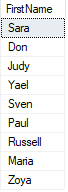 FirstName
Sara
Don
Judy
Yael
Sven
Paul
Russell
Maria
Zoya